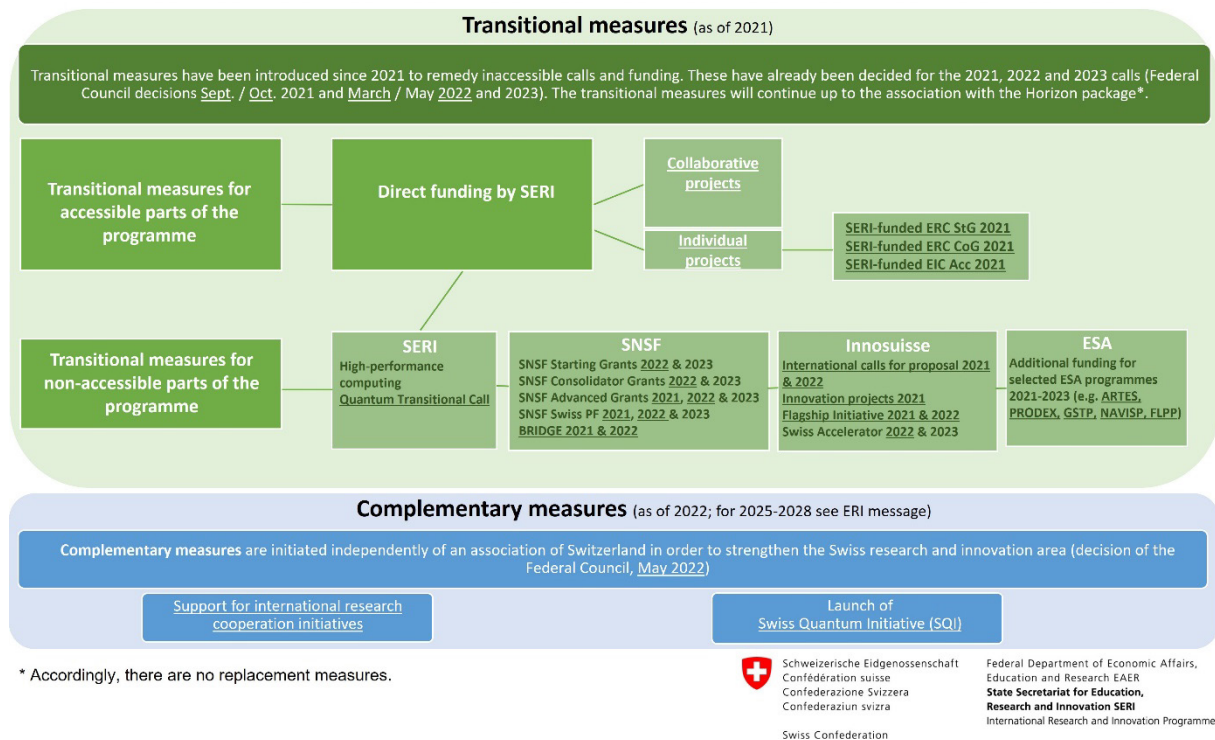 Transitional measures (as of 2021)
Transitional measures have been introduced since 2021 to remedy inaccessible calls and funding. These have already been decided for the 2021, 2022 and 2023 calls (Federal
Council decisions Sept. / Oct. 2021 and March / May 2022 and 2023). The transitional measures will continue up to the association with the Horizon package*.
Transitional measures for
accessible parts of the
programme
Direct funding by SERI
Collaborative
projects
Individual
projects
SERI-funded ERC StG 2021
SERI-funded ERC CoG 2021
SERI-funded EIC Acc 2021
Transitional measures for
non-accessible parts of the
programme
SERI
High-performance
computing
Quantum Transitional Call
SNSF
SNSF Starting Grants 2022 & 2023
SNSF Consolidator Grants 2022 & 2023
SNSF Advanced Grants 2021, 2022 & 2023
SNSF Swiss PF 2021, 2022 & 2023
BRIDGE 2021 & 2022
Innosuisse
International calls for proposal 2021
& 2022
Innovation projects 2021
Flagship Initiative 2021 & 2022
Swiss Accelerator 2022 & 2023
ESA
Additional funding for
selected ESA programmes
2021-2023 (e.g. ARTES,
PRODEX, GSTP, NAVISP, FLPP)
Complementary measures (as of 2022; for 2025-2028 see ERI message)
Complementary measures are initiated independently of an association of Switzerland in order to strengthen the Swiss research and innovation area (decision of the
Federal Council, May 2022)
Support for international research
cooperation initiatives
Launch of
Swiss Quantum Initiative (SQI)
* Accordingly, there are no replacement measures.
Schweizerische Eidgenossenschaft
Confédération suisse
Confederazione Svizzera
Confederaziun svizra
Swiss Confederation
Federal Department of Economic Affairs,
Education and Research EAER
State Secretariat for Education,
Research and Innovation SERI
International Research and Innovation Programme